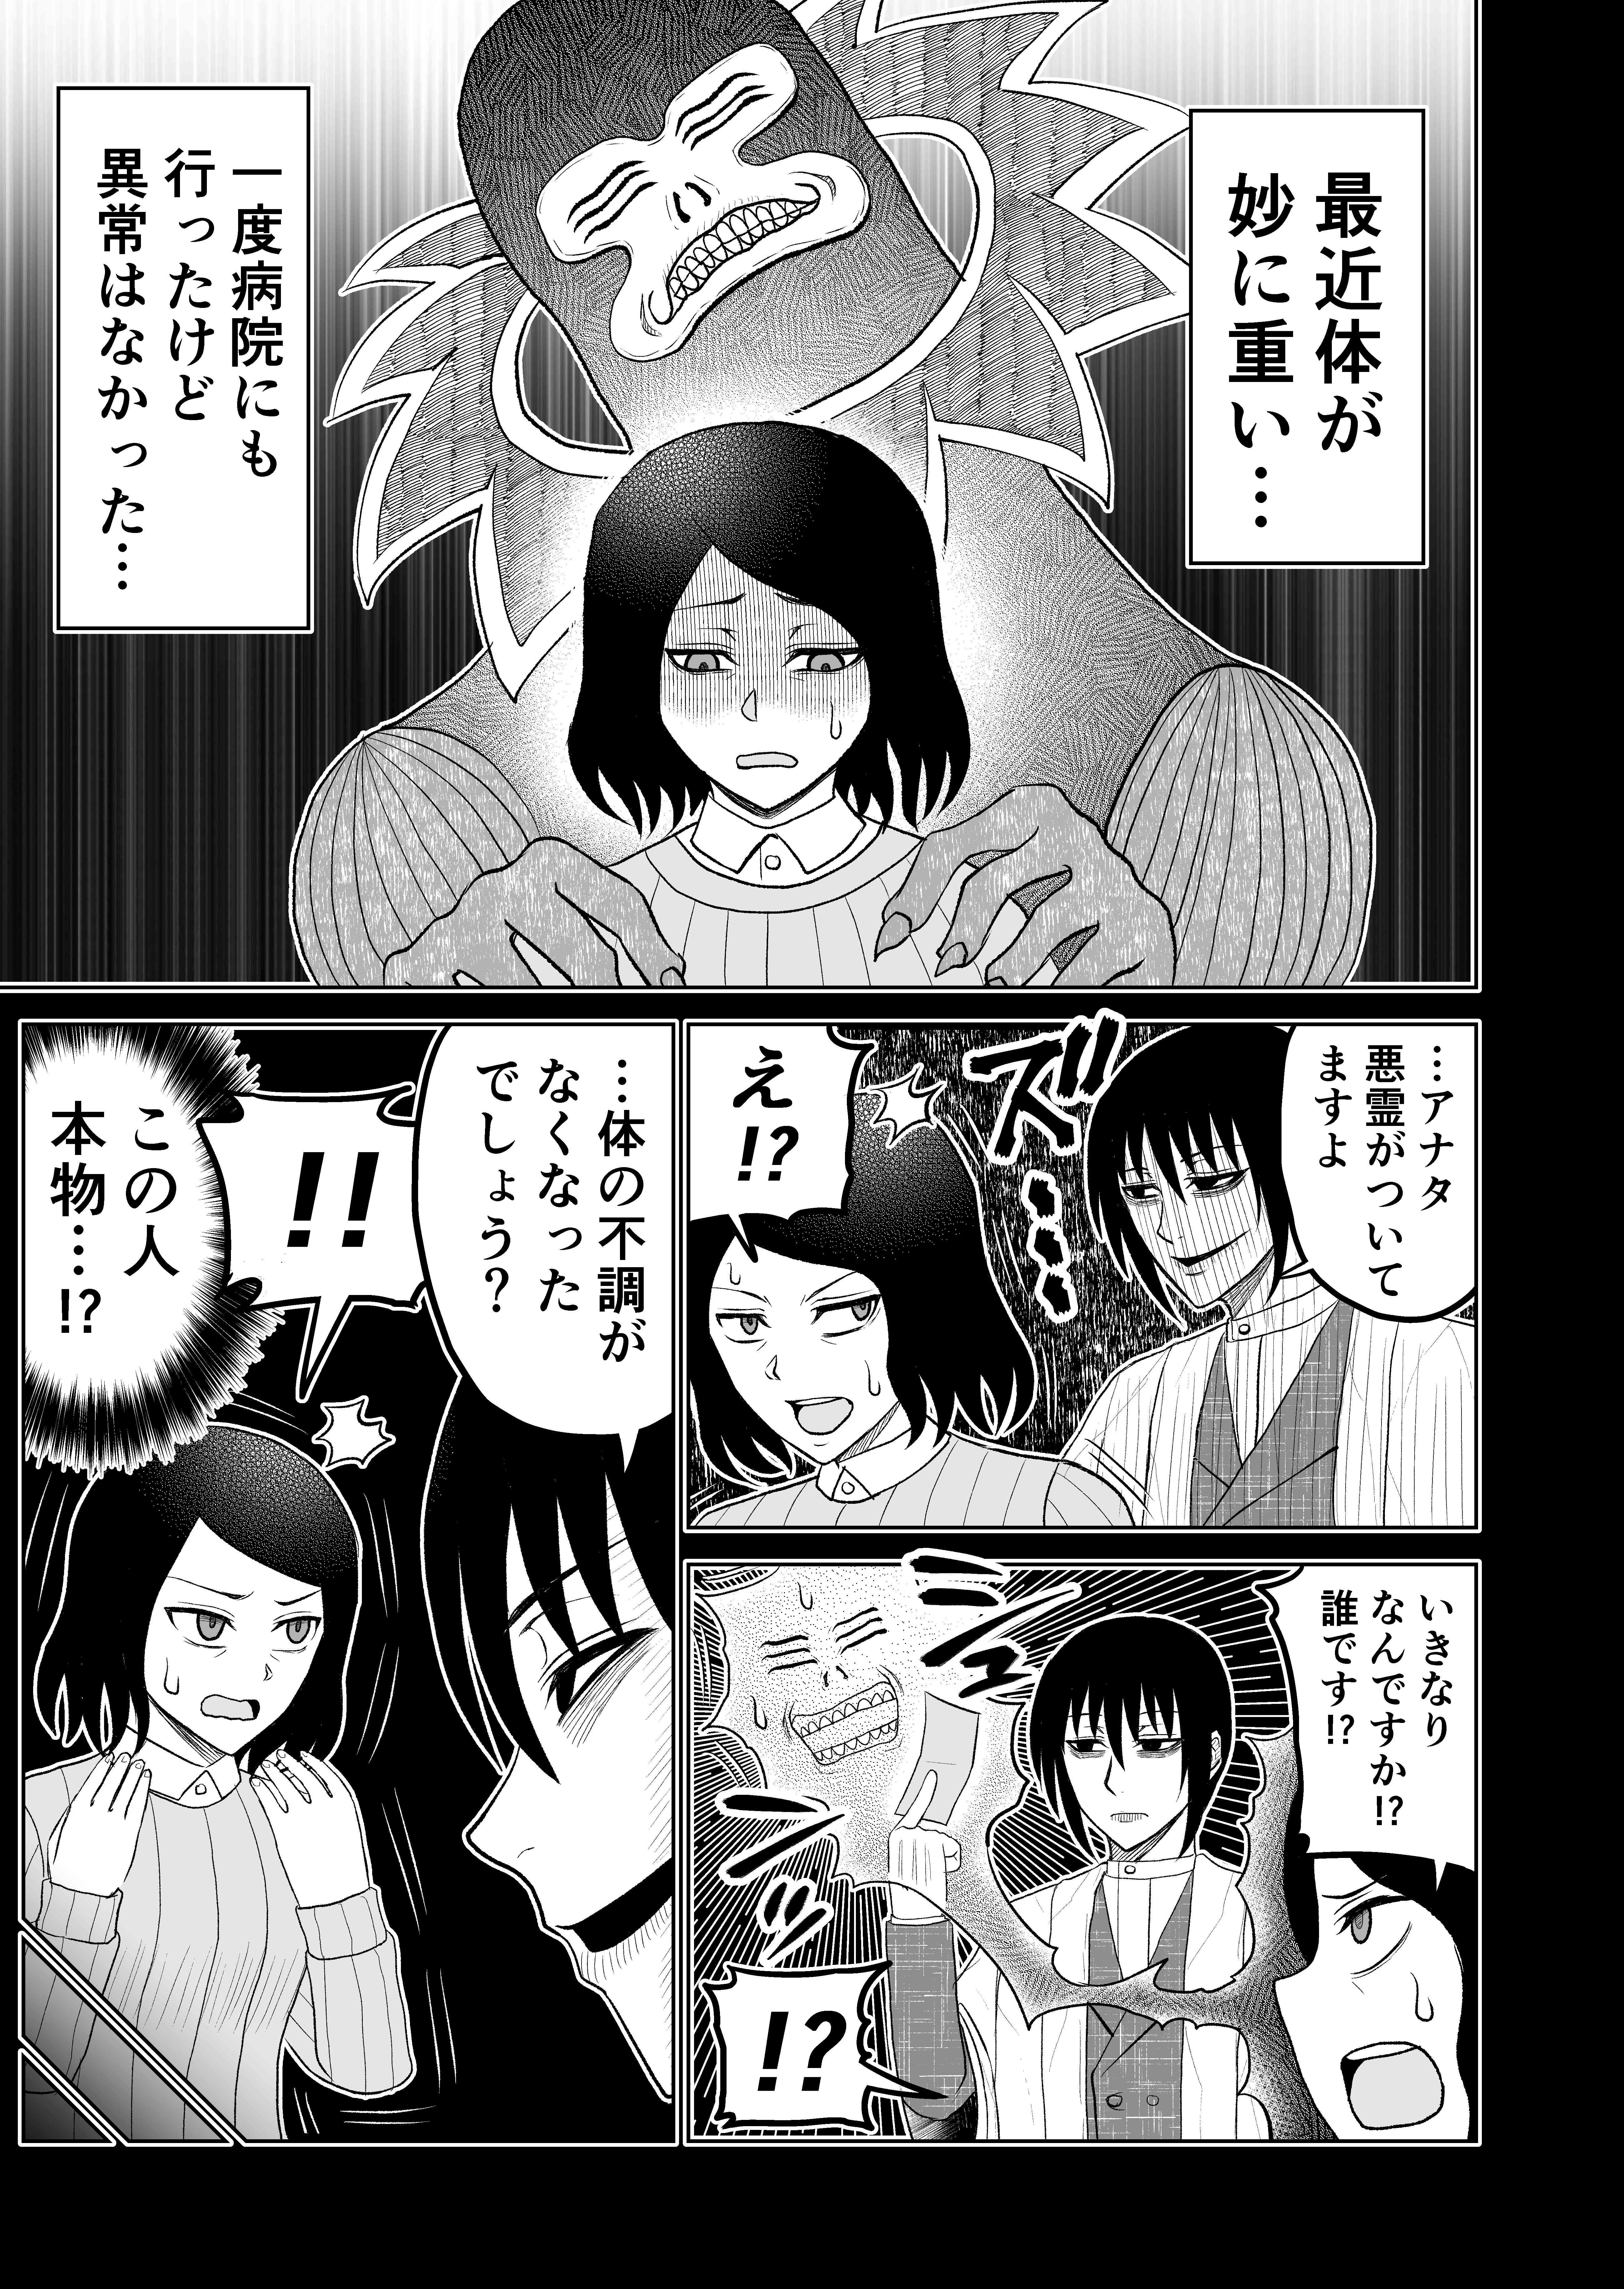 最近体が
妙に重い…
一度病院にも
行ったけど
異常はなかった…
…アナタ
悪霊がついて
ますよ
ズ…
え!?
いきなり
なんですか!?
誰です!?
!?
…体の不調が
なくなった
でしょう?
!!
この人
本物…!?